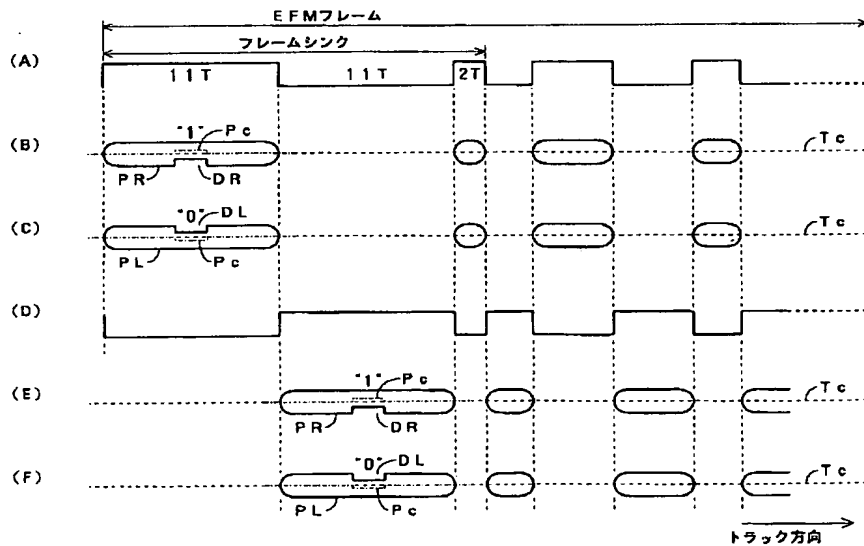 EFMフレーム
フレームシンク
(A) 11T 11T 2T
(B) "1" Pc Tc
PR DR
(C) "0" DL Tc
PL Pc
(D)
(E) "1" Pc Tc
PR DR
(F) "0" DL Tc
PL Pc
トラック方向